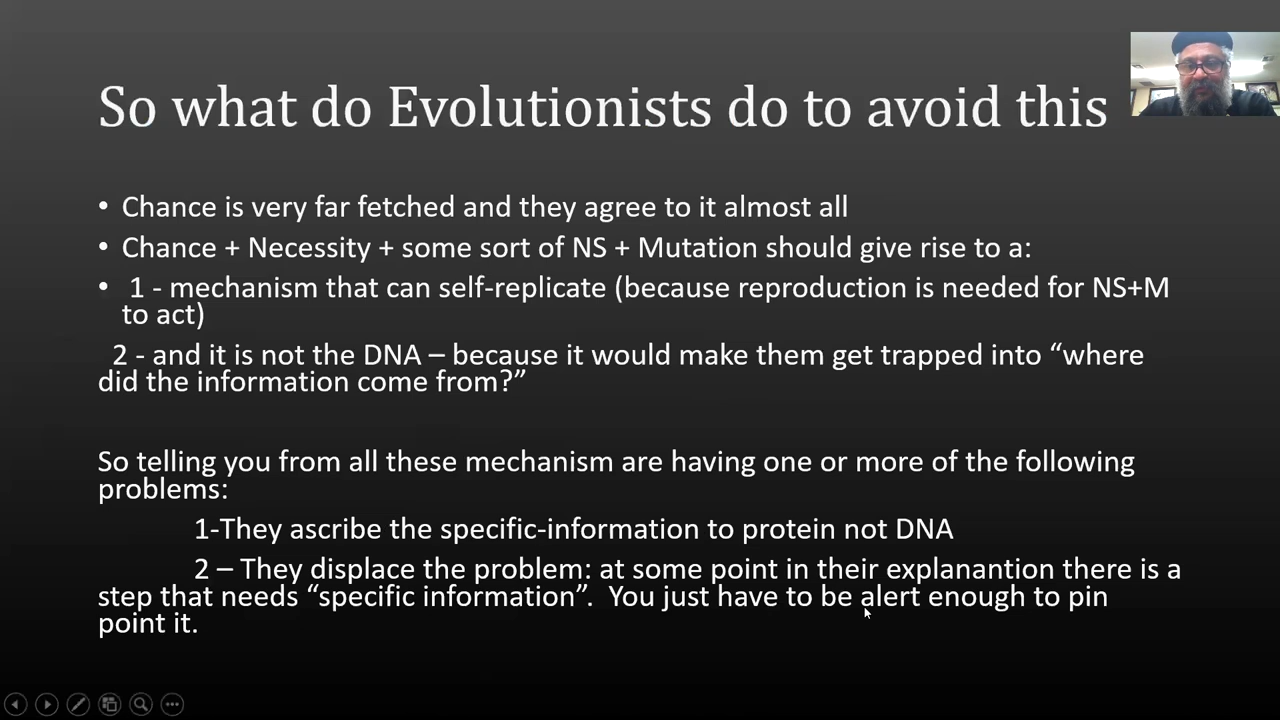 So what do Evolutionists do to avoid this
• Chance is very far fetched and they agree to it almost all
• Chance + Necessity + some sort of NS + Mutation should give rise to a:
• 1 - mechanism that can self-replicate (because reproduction is needed for NS+M
to act)
2 - and it is not the DNA – because it would make them get trapped into “where
did the information come from?”
So telling you from all these mechanism are having one or more of the following
problems:
1-They ascribe the specific-information to protein not DNA
2 – They displace the problem: at some point in their explanantion there is a
step that needs “specific information”. You just have to be alert enough to pin
point it.